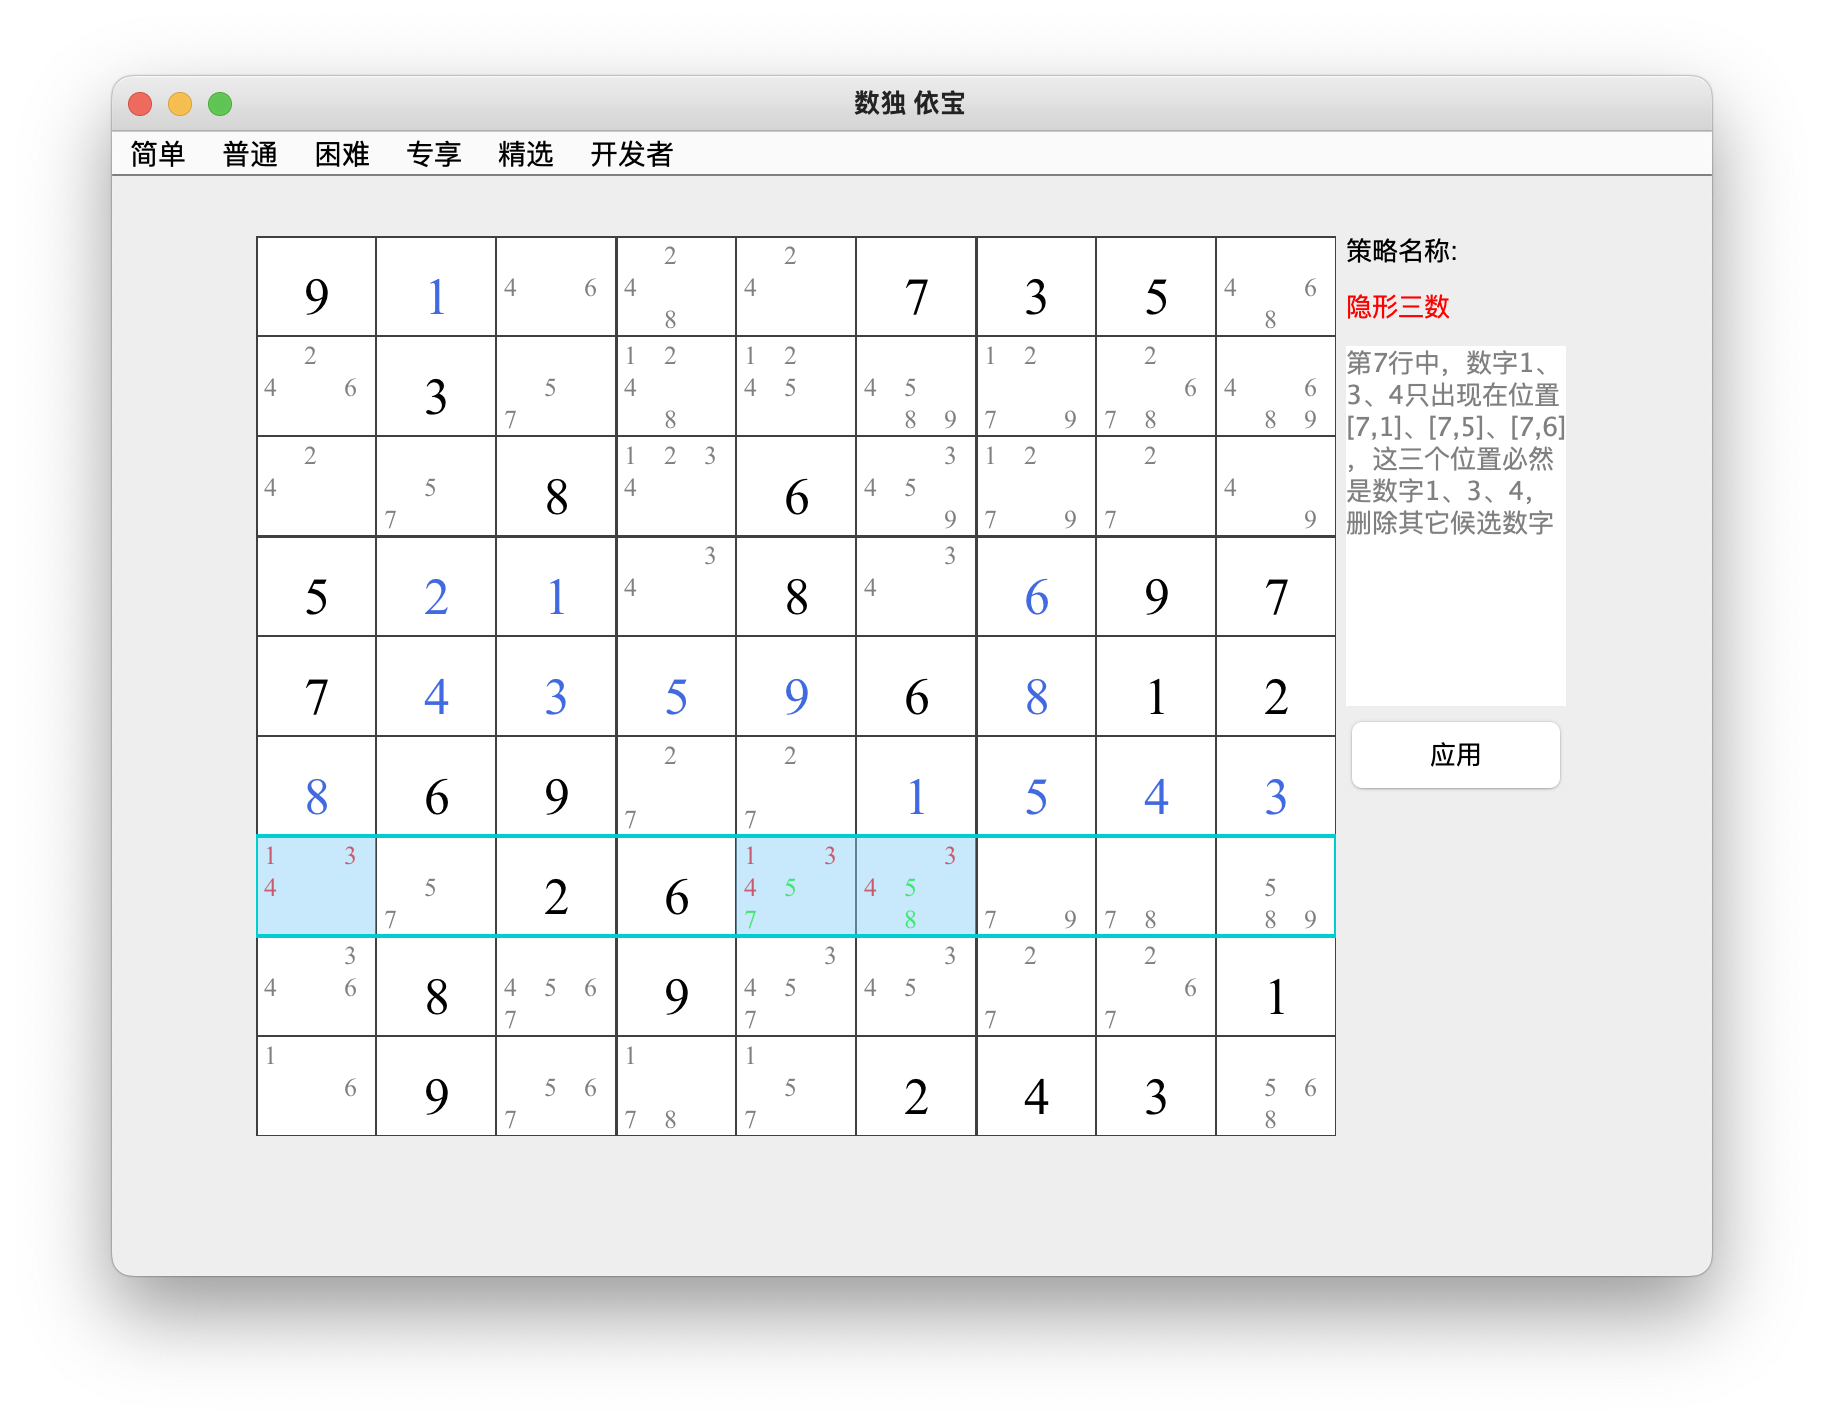 数独 依宝
简单 普通 困难 专享 精选 开发者
策略名称:
隐形三数
第7行中，数字1、
3、4只出现在位置
[7,1]、[7,5]、[7,6]
，这三个位置必然
是数字1、3、4，
删除其它候选数字
应用
2 2
4 6 4 4 4 6
9 1 7 3 5
8 8
2 1 2 1 2 1 2 2
4 6 5 4 4 5 4 5 6 4 6
3
7 8 8 9 7 9 7 8 8 9
2 1 2 3 3 1 2 2
4 5 4 4 5 4
8 6
7 9 7 9 7 9
3 3
4 4
5 2 1 8 6 9 7
7 4 3 5 9 6 8 1 2
2 2
8 6 9 1 5 4 3
7 7
1 3 1 3 3
4 5 4 5 4 5 5
2 6
7 7 8 7 9 7 8 8 9
3 3 3 2 2
4 6 4 5 6 4 5 4 5 6
8 9 1
7 7 7 7
1 1 1
6 5 6 5 5 6
9 2 4 3
7 7 8 7 8